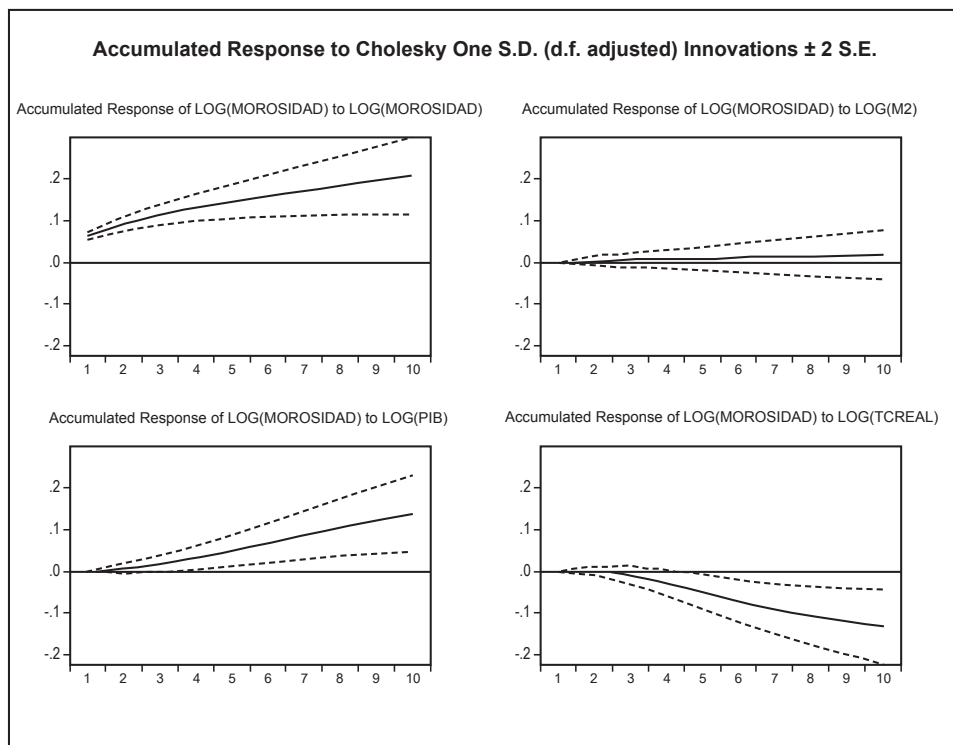 Accumulated Response to Cholesky One S.D. (d.f. adjusted) Innovations ± 2 S.E.
Accumulated Response of LOG(MOROSIDAD) to LOG(MOROSIDAD)
.2
.1
.0
-.1
-.2
1 2 3 4 5 6 7 8 9 10
Accumulated Response of LOG(MOROSIDAD) to LOG(M2)
.2
.1
.0
-.1
-.2
1 2 3 4 5 6 7 8 9 10
Accumulated Response of LOG(MOROSIDAD) to LOG(PIB)
.2
.1
.0
-.1
-.2
1 2 3 4 5 6 7 8 9 10
Accumulated Response of LOG(MOROSIDAD) to LOG(TCREAL)
.2
.1
.0
-.1
-.2
1 2 3 4 5 6 7 8 9 10